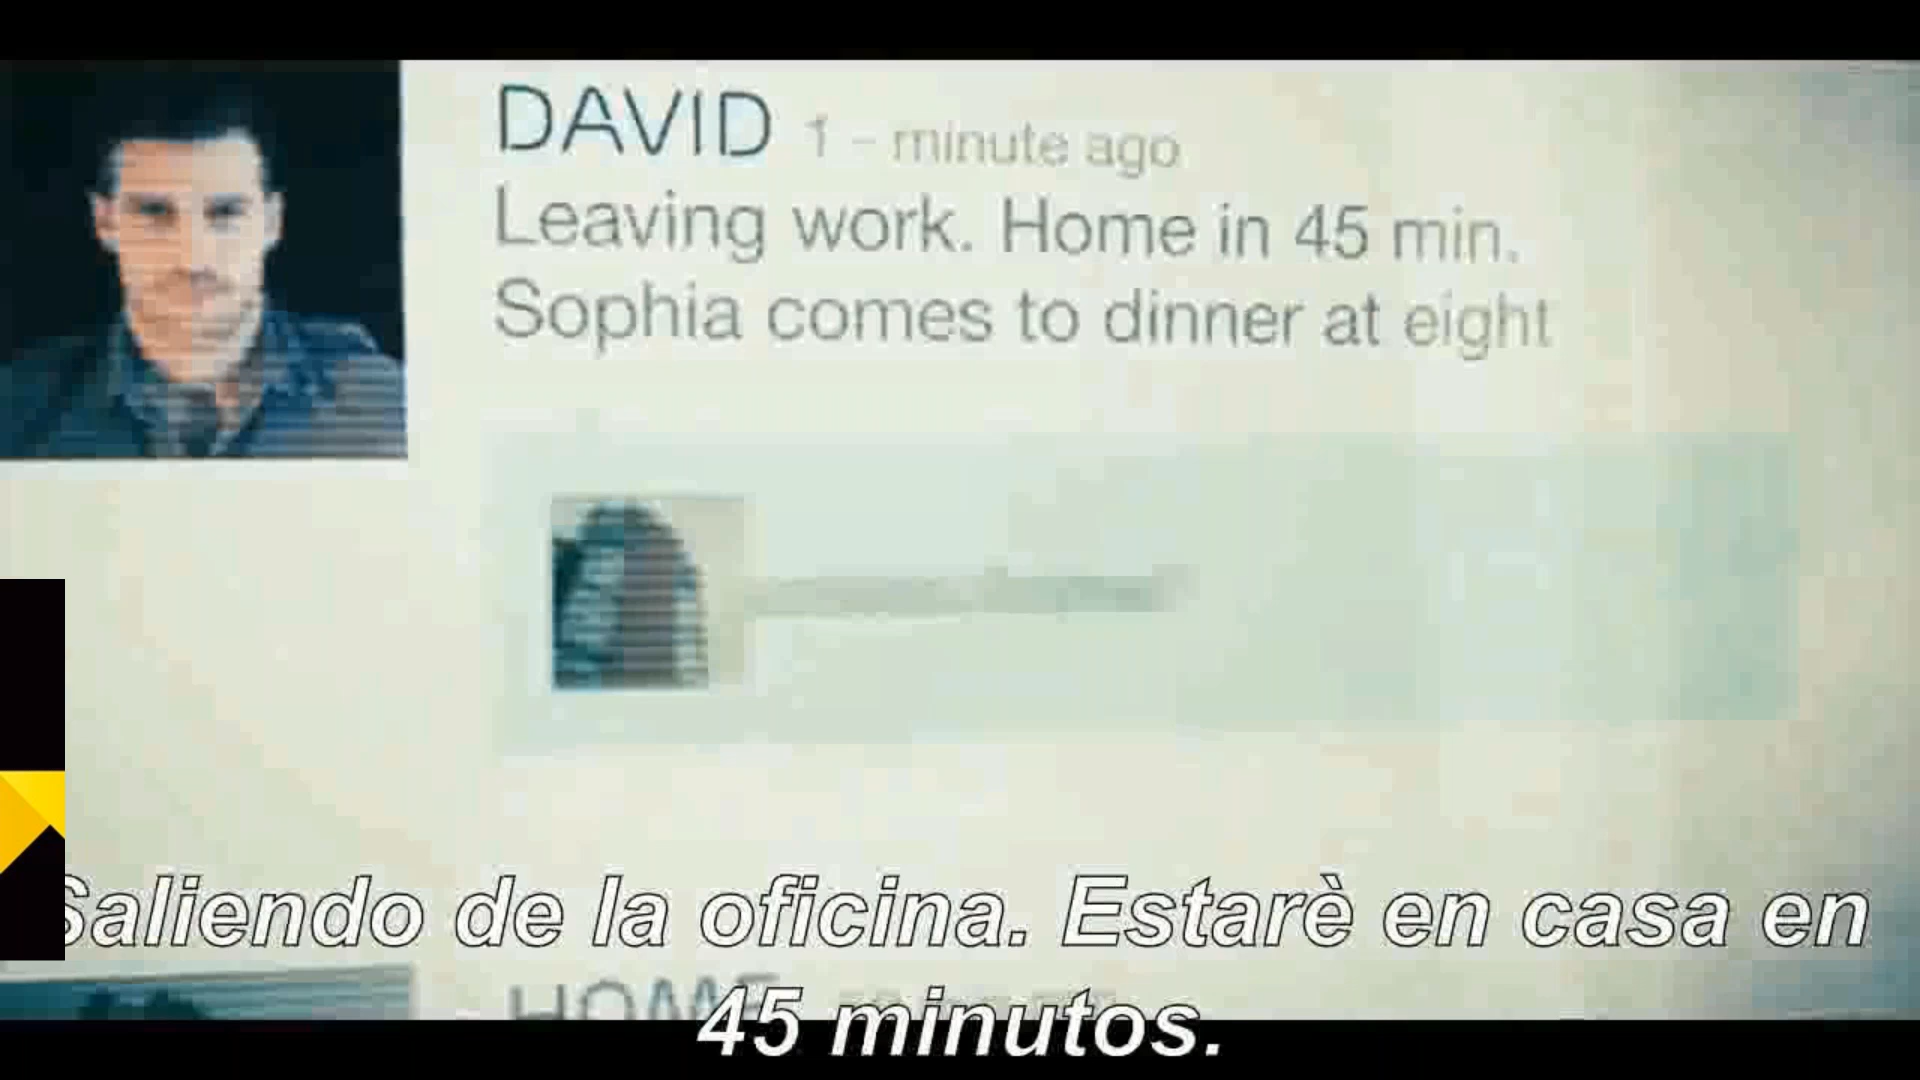 DAVID 1 - minute ago
Leaving work. Home in 45 min.
Sophia comes to dinner at eight
Saliendo de la oficina. Estarè en casa en
HOME
45 minutos.